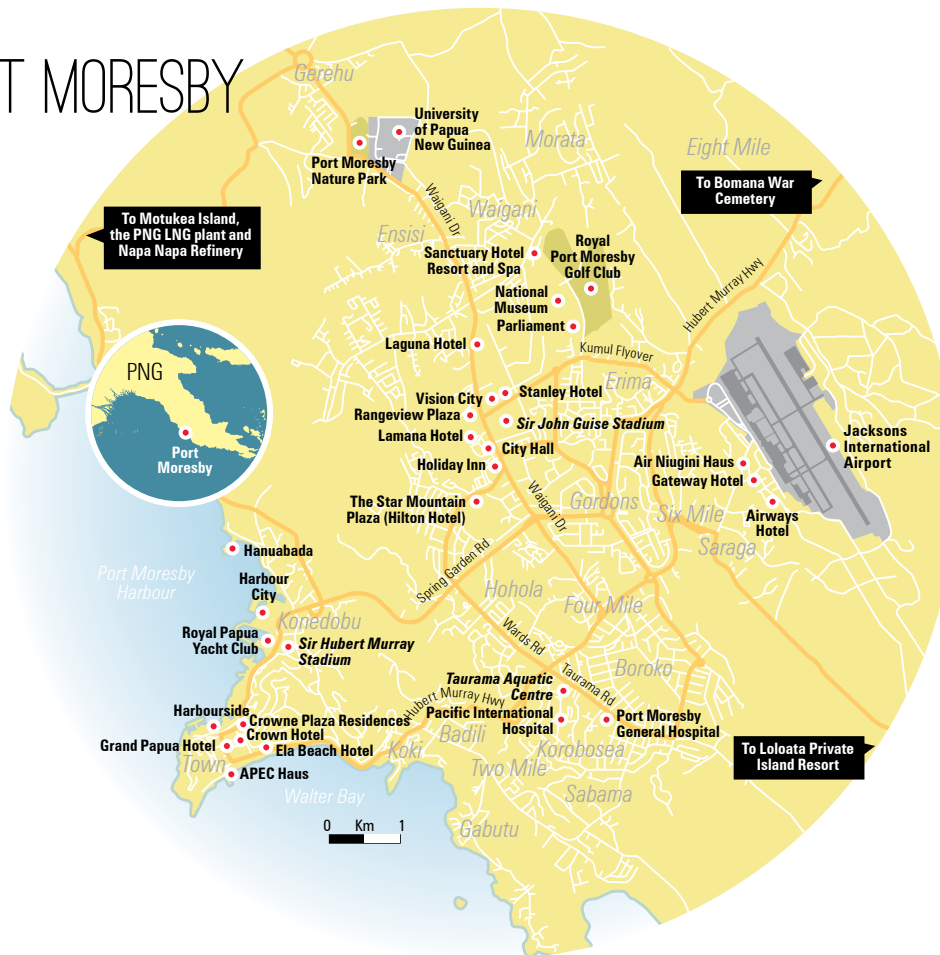 T MORESBY
Gerehu
University
of Papua
New Guinea
Port Moresby
Nature Park
Morata
Eight Mile
To Bomana War
Cemetery
Waigani Dr
Waigani
Ensisi
To Motukea Island,
the PNG LNG plant and
Napa Napa Refinery
Sanctuary Hotel
Resort and Spa
Royal
Port Moresby
Golf Club
National
Museum
Parliament
Hubert Murray Hwy
Laguna Hotel
Kumul Flyover
Erima
PNG
Port
Moresby
Vision City
Stanley Hotel
Rangeview Plaza
Sir John Guise Stadium
Lamana Hotel
City Hall
Holiday Inn
Jacksons
International
Airport
Air Niugini Haus
Gateway Hotel
Airways
Hotel
The Star Mountain
Plaza (Hilton Hotel)
Waigani Dr
Gordons
Six Mile
Saraga
Hanuabada
Port Moresby
Harbour
Harbour
City
Spring Garden Rd
Hohola
Four Mile
Konedobu
Royal Papua
Yacht Club
Sir Hubert Murray
Stadium
Wards Rd
Boroko
Taurama Aquatic
Centre
Taurama Rd
Hubert Murray Hwy
Pacific International
Hospital
Port Moresby
General Hospital
Harbourside
Crowne Plaza Residences
Crown Hotel
Grand Papua Hotel
Ela Beach Hotel
Town
APEC Haus
Koki
Badili
Korobosea
Two Mile
Sabama
To Loloata Private
Island Resort
Walter Bay
Gabutu
0 Km 1